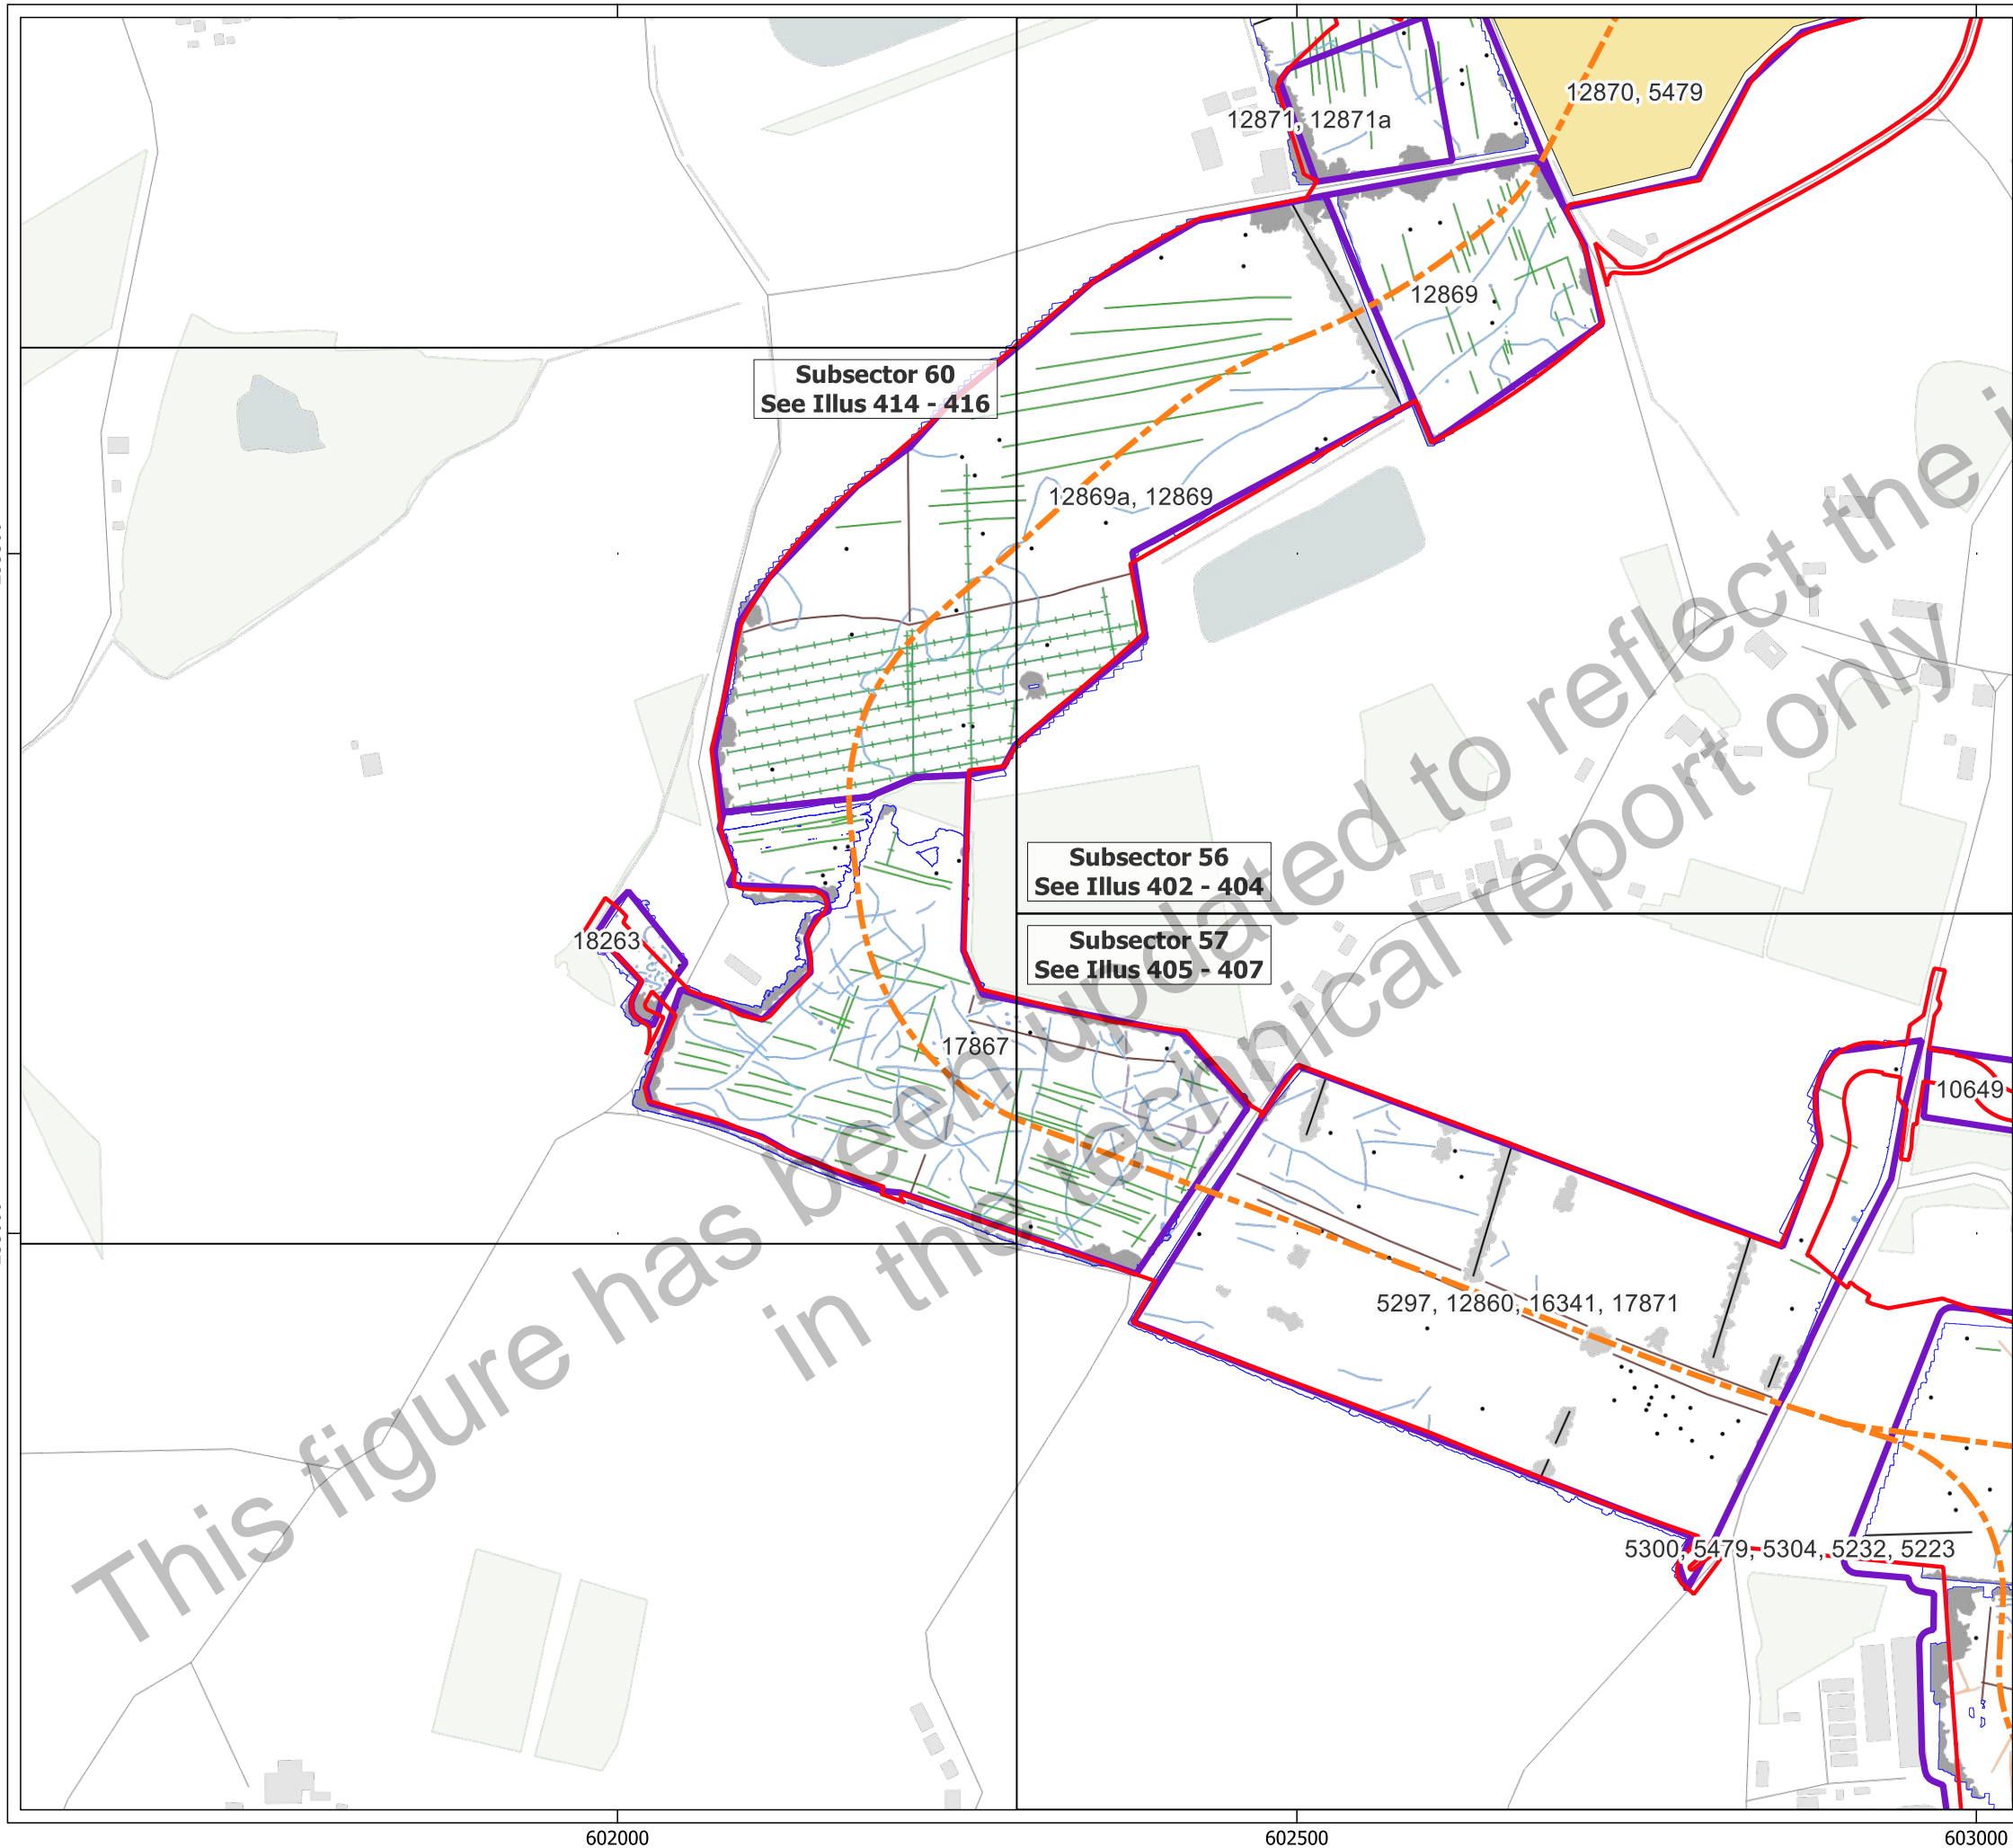 12870, 5479
12871, 12871a
12869
Subsector 60
See Illus 414 - 416
12869a, 12869
Subsector 56
See Illus 402 - 404
18263
Subsector 57
See Illus 405 - 407
17867
10649
5297, 12860, 16341, 17871
5300, 5479, 5304, 5232, 5223
This figure has been updated to reflect the i
in the technical report only
602000
602500
603000